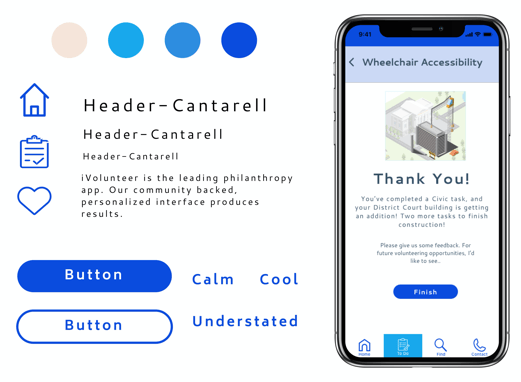 Header-Cantarell
Header-Cantarell
Header-Cantarell
iVolunteer is the leading philanthropy
app. Our community backed,
personalized interface produces
results.
Button
Calm Cool
Button
Understated
9:41
Wheelchair Accessibility
Thank You!
You've completed a Civic task, and
your District Court building is getting
an addition! Two more tasks to finish
construction!
Please give us some feedback. For
future volunteering opportunities, I'd
like to see..
Finish
Home To Do Find Contact